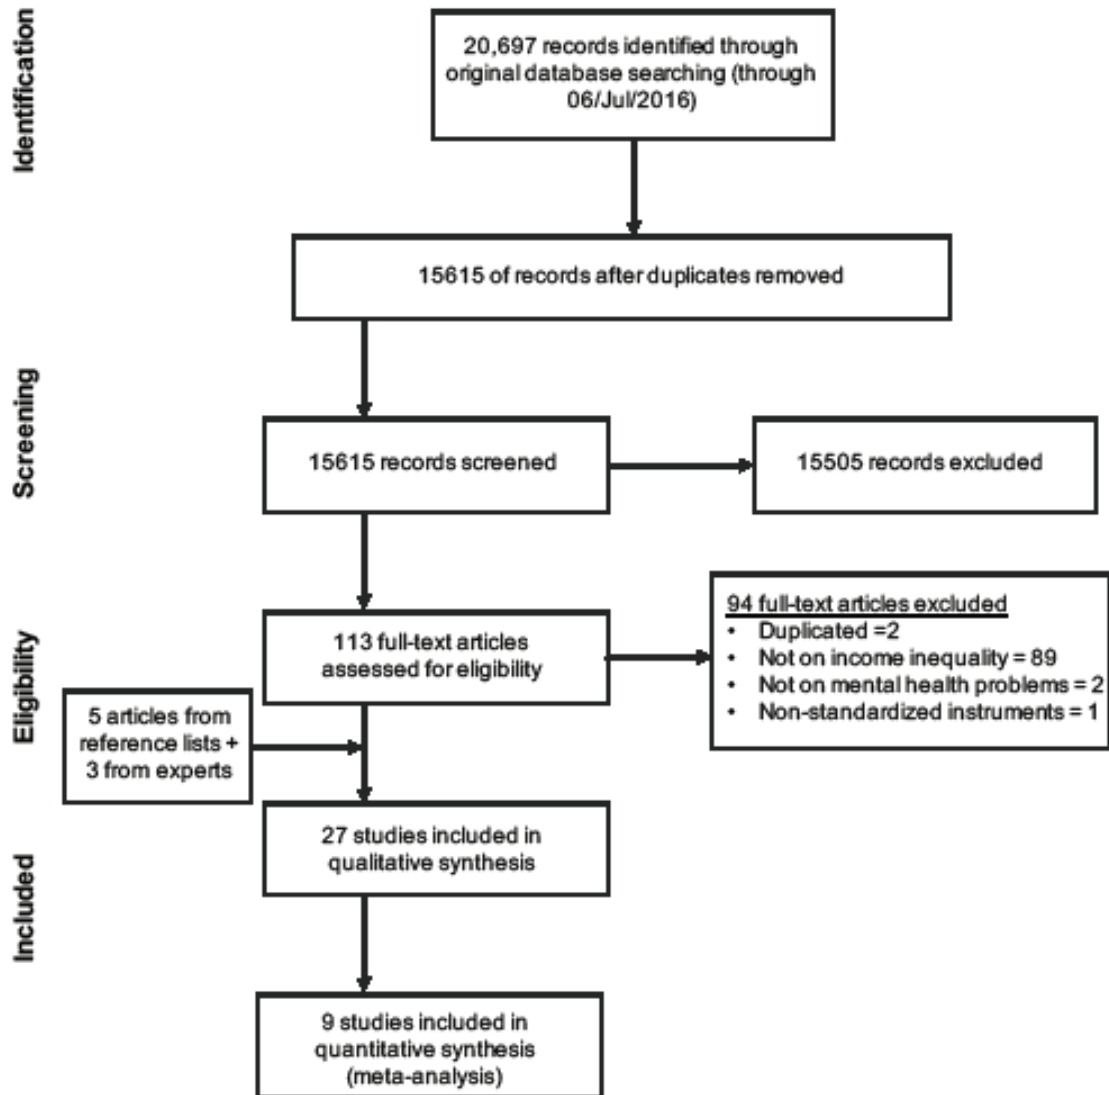 Identification
20,697 records identified through
original database searching (through
06/Jul/2016)
15615 of records after duplicates removed
Screening
15615 records screened
15505 records excluded
Eligibility
113 full-text articles
assessed for eligibility
94 full-text articles excluded
• Duplicated =2
• Not on income inequality = 89
• Not on mental health problems = 2
• Non-standardized instruments = 1
5 articles from
reference lists +
3 from experts
Included
27 studies included in
qualitative synthesis
9 studies included in
quantitative synthesis
(meta-analysis)